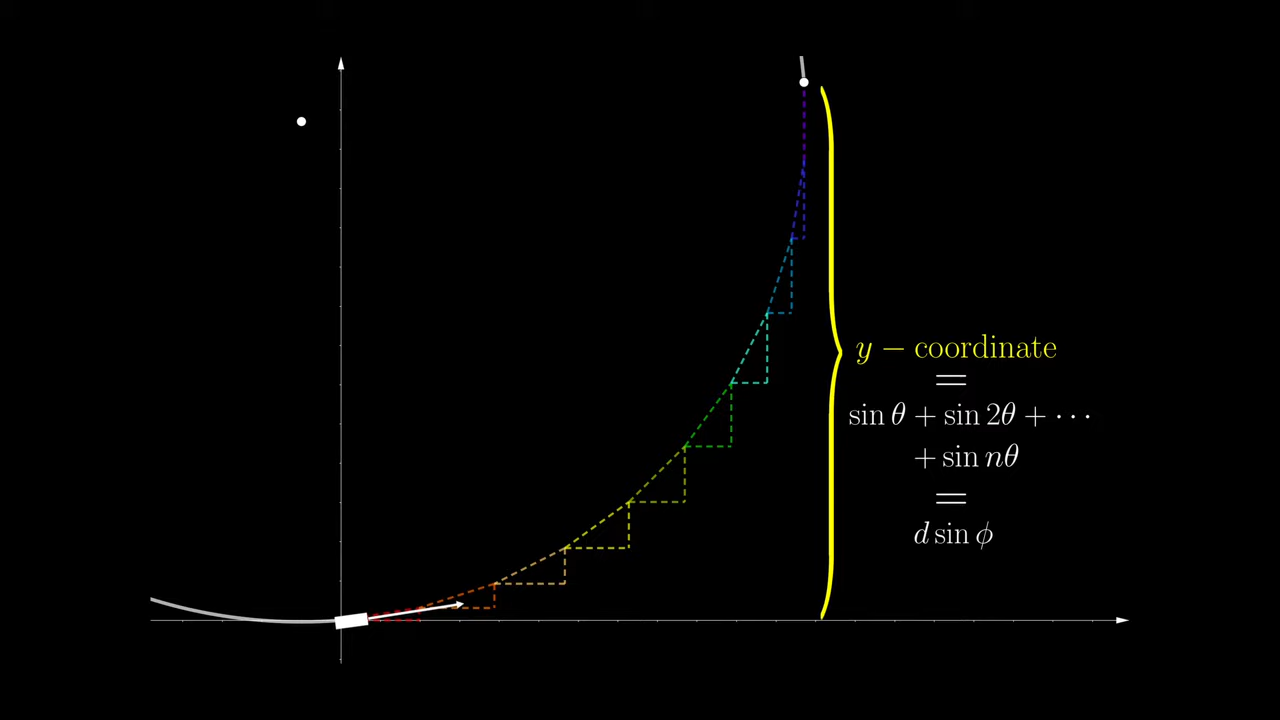 y − coordinate
=
sin θ + sin 2θ + ⋯
+ sin nθ
=
d sin ϕ